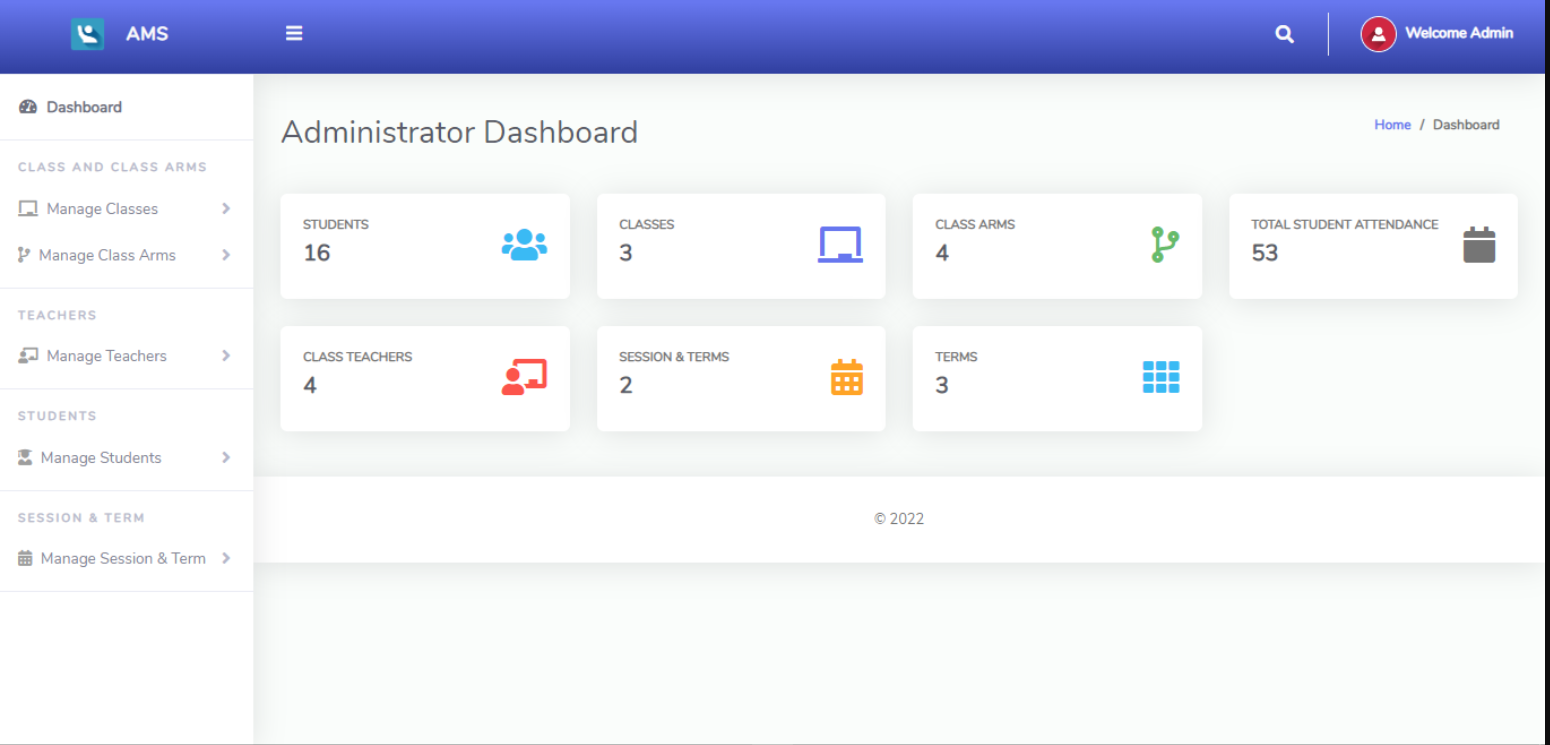 AMS
Welcome Admin
Dashboard
CLASS AND CLASS ARMS
Manage Classes
Manage Class Arms
TEACHERS
Manage Teachers
STUDENTS
Manage Students
SESSION & TERM
Manage Session & Term
Administrator Dashboard
Home / Dashboard
STUDENTS
16
CLASSES
3
CLASS ARMS
4
TOTAL STUDENT ATTENDANCE
53
CLASS TEACHERS
4
SESSION & TERMS
2
TERMS
3
© 2022